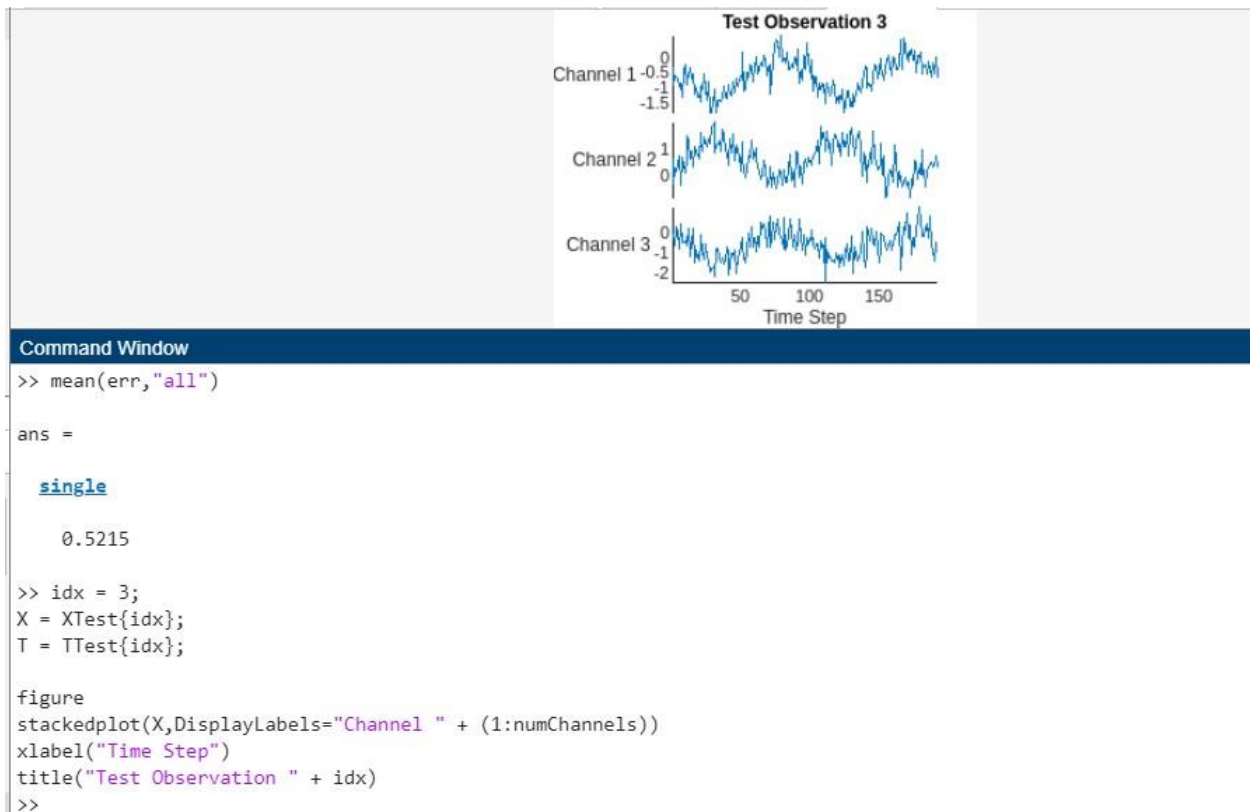 Test Observation 3
0
Channel 1 -0.5
-1
-1.5
Channel 2 1
0
0
Channel 3 -1
-2
50 100 150
Time Step
Command Window
>> mean(err,"all")
ans =
single
0.5215
>> idx = 3;
X = XTest{idx};
T = TTest{idx};
figure
stackedplot(X,DisplayLabels="Channel " + (1:numChannels))
xlabel("Time Step")
title("Test Observation " + idx)
>>